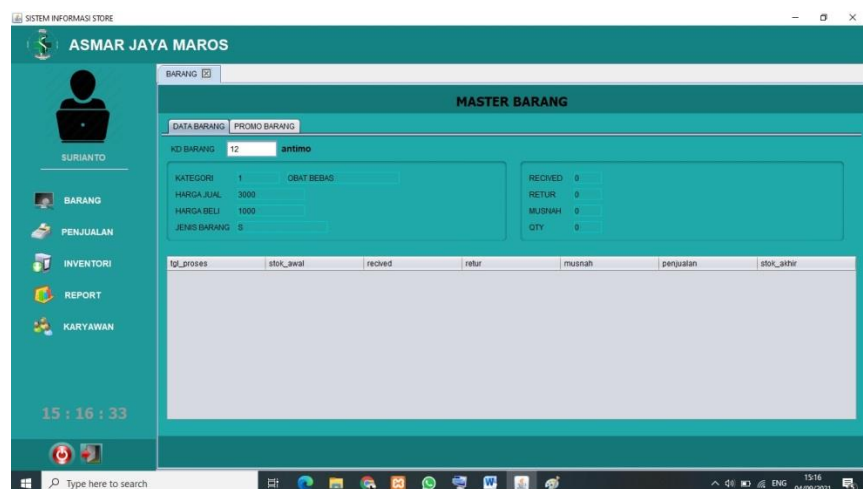 SISTEM INFORMASI STORE
ASMAR JAYA MAROS
BARANG
MASTER BARANG
DATA BARANG PROMO BARANG
KD BARANG 12 antimo
SURIANTO
KATEGORI 1 OBAT BEBAS RECIVED 0
HARGA JUAL 3000 RETUR 0
HARGA BELI 1000 MUSNAH 0
JENIS BARANG S QTY 0
BARANG
PENJUALAN
INVENTORI
REPORT
KARYAWAN
tgl_proses stok_awal recived retur musnah penjualan stok_akhir
15 : 16 : 33
Type here to search
ENG
15:16
04/09/2021